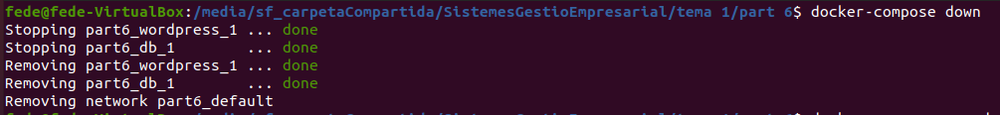 fede@fede-VirtualBox:/media/sf_carpetaCompartida/SistemesGestioEmpresarial/tema 1/part 6$ docker-compose down
Stopping part6_wordpress_1 ... done
Stopping part6_db_1        ... done
Removing part6_wordpress_1 ... done
Removing part6_db_1        ... done
Removing network part6_default